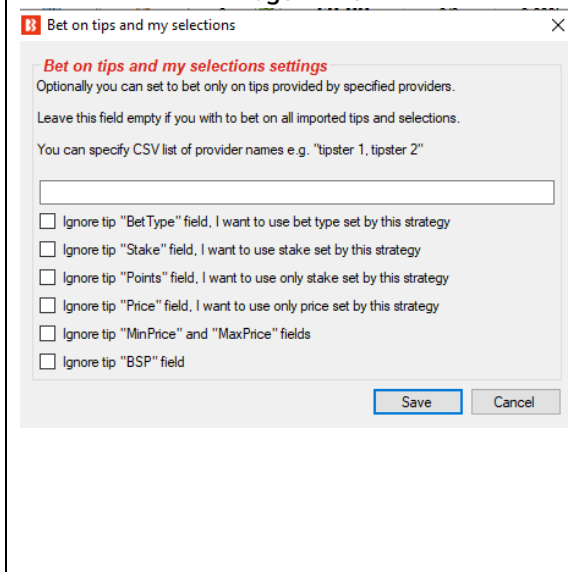 Bet on tips and my selections
Bet on tips and my selections settings
Optionally you can set to bet only on tips provided by specified providers.
Leave this field empty if you with to bet on all imported tips and selections.
You can specify CSV list of provider names e.g. "tipster 1, tipster 2"
Ignore tip "BetType" field, I want to use bet type set by this strategy
Ignore tip "Stake" field, I want to use stake set by this strategy
Ignore tip "Points" field, I want to use only stake set by this strategy
Ignore tip "Price" field, I want to use only price set by this strategy
Ignore tip "MinPrice" and "MaxPrice" fields
Ignore tip "BSP" field
Save Cancel